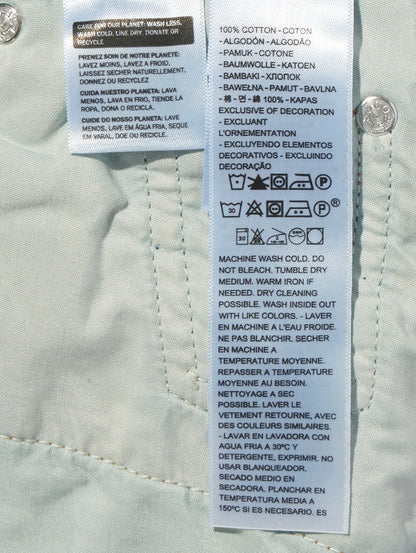 CARE FOR OUR PLANET: WASH LESS,
WASH COLD, LINE DRY, DONATE OR
RECYCLE
PRENEZ SOIN DE NOTRE PLANETE:
LAVEZ MOINS, LAVEZ A FROID,
LAISSEZ SECHER NATURELLEMENT,
DONNEZ OU RECYCLEZ.
CUIDA NUESTRO PLANETA: LAVA
MENOS, LAVA EN FRIO, TIENDE LA
ROPA, DONA O RECICLA.
CUIDE DO NOSSO PLANETA: LAVE
MENOS, LAVE EM ÁGUA FRIA, SEQUE
EM VARAL, DOE OU RECICLE.
100% COTTON - COTON
- ALGODÓN - ALGODÃO
- PAMUK - COTONE
- BAUMWOLLE - KATOEN
- BAMBAKI - ХЛОПОК
- BAWEŁNA - PAMUT - BAVLNA
- 棉 - 면 - 綿 100% - KAPAS
EXCLUSIVE OF DECORATION
- EXCLUANT
L'ORNEMENTATION
- EXCLUYENDO ELEMENTOS
DECORATIVOS - EXCLUINDO
DECORAÇÃO
P
30 P®
30
MACHINE WASH COLD. DO
NOT BLEACH. TUMBLE DRY
MEDIUM. WARM IRON IF
NEEDED. DRY CLEANING
POSSIBLE. WASH INSIDE OUT
WITH LIKE COLORS. - LAVER
EN MACHINE A L'EAU FROIDE.
NE PAS BLANCHIR. SECHER
EN MACHINE A
TEMPERATURE MOYENNE.
REPASSER A TEMPERATURE
MOYENNE AU BESOIN.
NETTOYAGE A SEC
POSSIBLE. LAVER LE
VETEMENT RETOURNE, AVEC
DES COULEURS SIMILAIRES.
- LAVAR EN LAVADORA CON
AGUA FRIA A 30ºC Y
DETERGENTE, EXPRIMIR. NO
USAR BLANQUEADOR.
SECADO MEDIO EN
SECADORA. PLANCHAR EN
TEMPERATURA MEDIA A
150ºC SI ES NECESARIO. ES